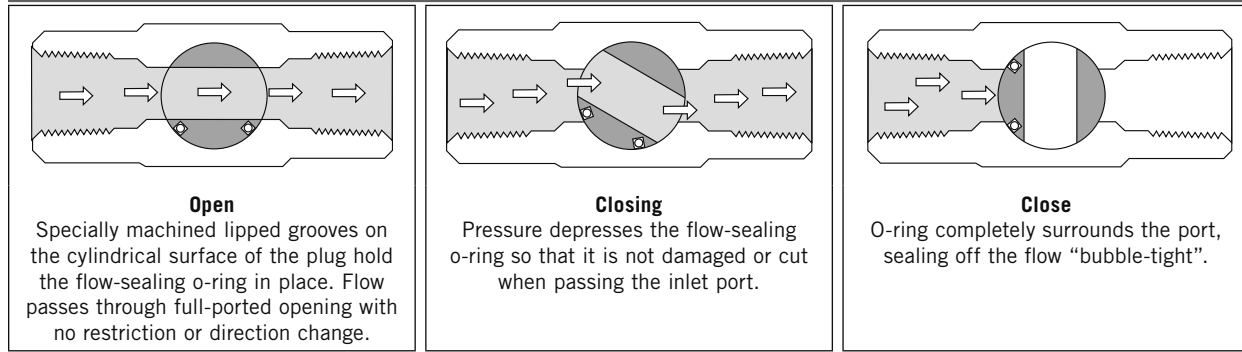 Open
Specially machined lipped grooves on
the cylindrical surface of the plug hold
the flow-sealing o-ring in place. Flow
passes through full-ported opening with
no restriction or direction change.
Closing
Pressure depresses the flow-sealing
o-ring so that it is not damaged or cut
when passing the inlet port.
Close
O-ring completely surrounds the port,
sealing off the flow “bubble-tight”.